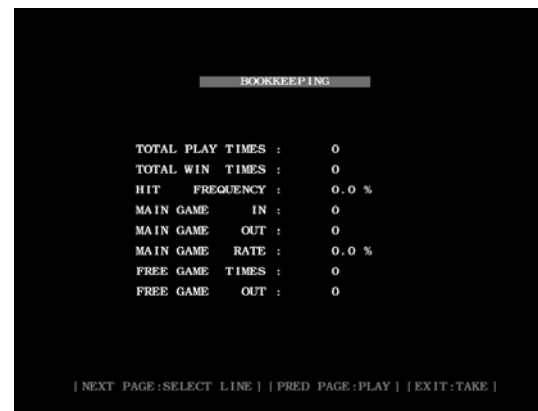 BOOKKEEPING
TOTAL PLAY TIMES : 0
TOTAL WIN TIMES : 0
HIT FREQUENCY : 0.0 %
MAIN GAME IN : 0
MAIN GAME OUT : 0
MAIN GAME RATE : 0.0 %
FREE GAME TIMES : 0
FREE GAME OUT : 0
[NEXT PAGE:SELECT LINE] [PRED PAGE:PLAY] [EXIT:TAKE]